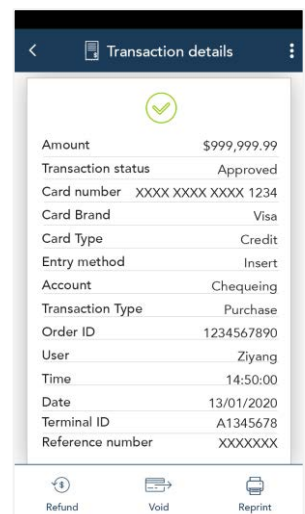 Transaction details
Amount $999,999.99
Transaction status Approved
Card number XXXX XXXX XXXX 1234
Card Brand Visa
Card Type Credit
Entry method Insert
Account Chequeing
Transaction Type Purchase
Order ID 1234567890
User Ziyang
Time 14:50:00
Date 13/01/2020
Terminal ID A1345678
Reference number XXXXXXX
Refund Void Reprint